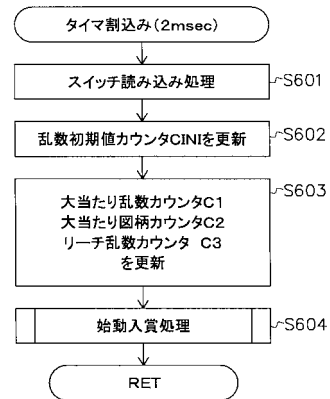 タイマ割込み(2msec)
スイッチ読み込み処理
S601
乱数初期値カウンタCINIを更新
S602
大当たり乱数カウンタC1
大当たり図柄カウンタC2
リーチ乱数カウンタ C3
を更新
S603
始動入賞処理
S604
RET